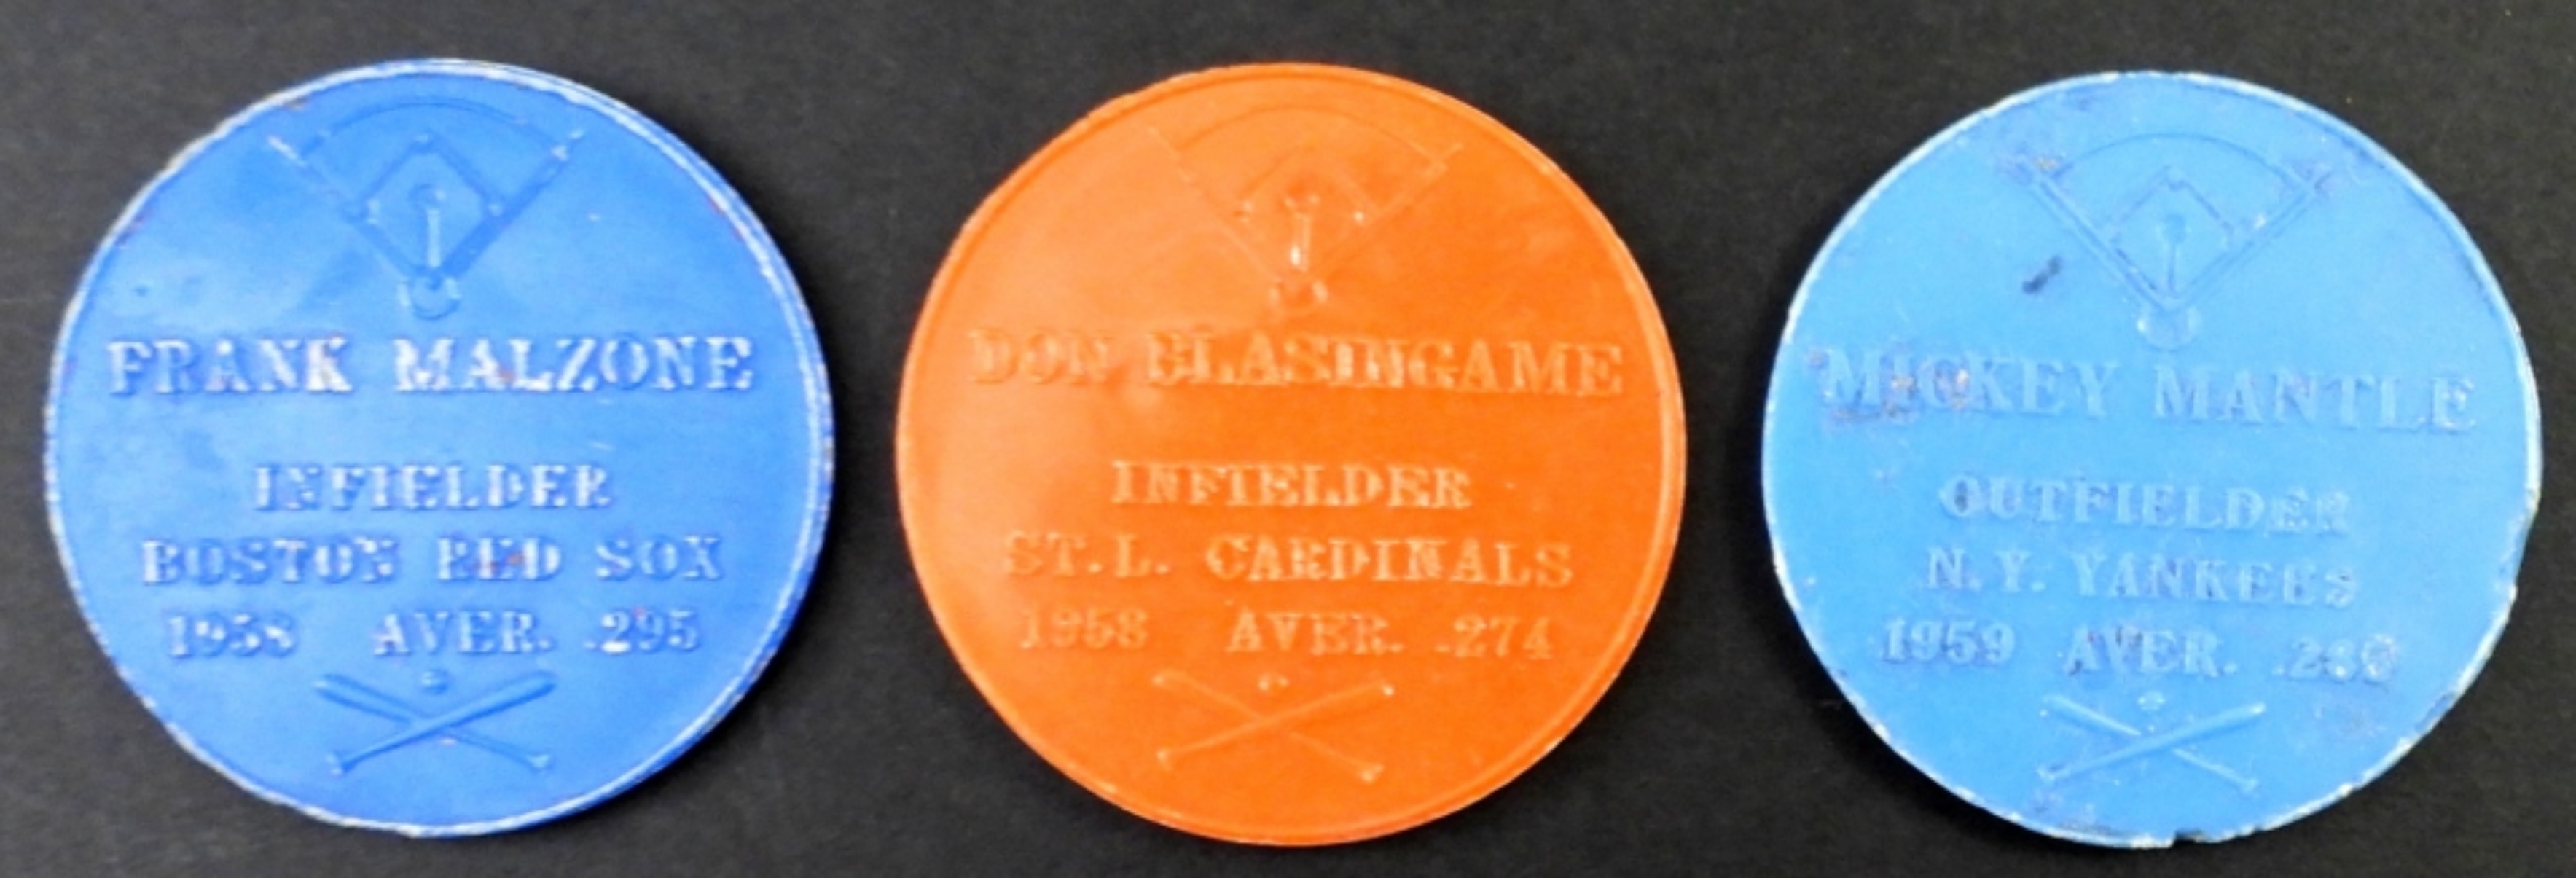 FRANK MALZONE
INFIELDER
BOSTON RED SOX
1958 AVER. .295
DON BLASINGAME
INFIELDER
ST. L. CARDINALS
1958 AVER. .274
MICKEY MANTLE
OUTFIELDER
N. Y. YANKEES
1959 AVER.